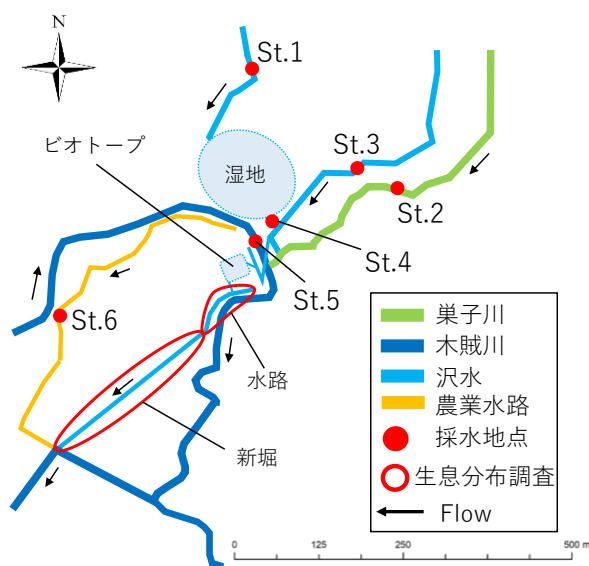 N
St.1
ビオトープ
湿地
St.3
St.2
St.4
St.5
St.6
水路
新堀
巣子川
木賊川
沢水
農業水路
採水地点
生息分布調査
Flow
0 125 250 500 m